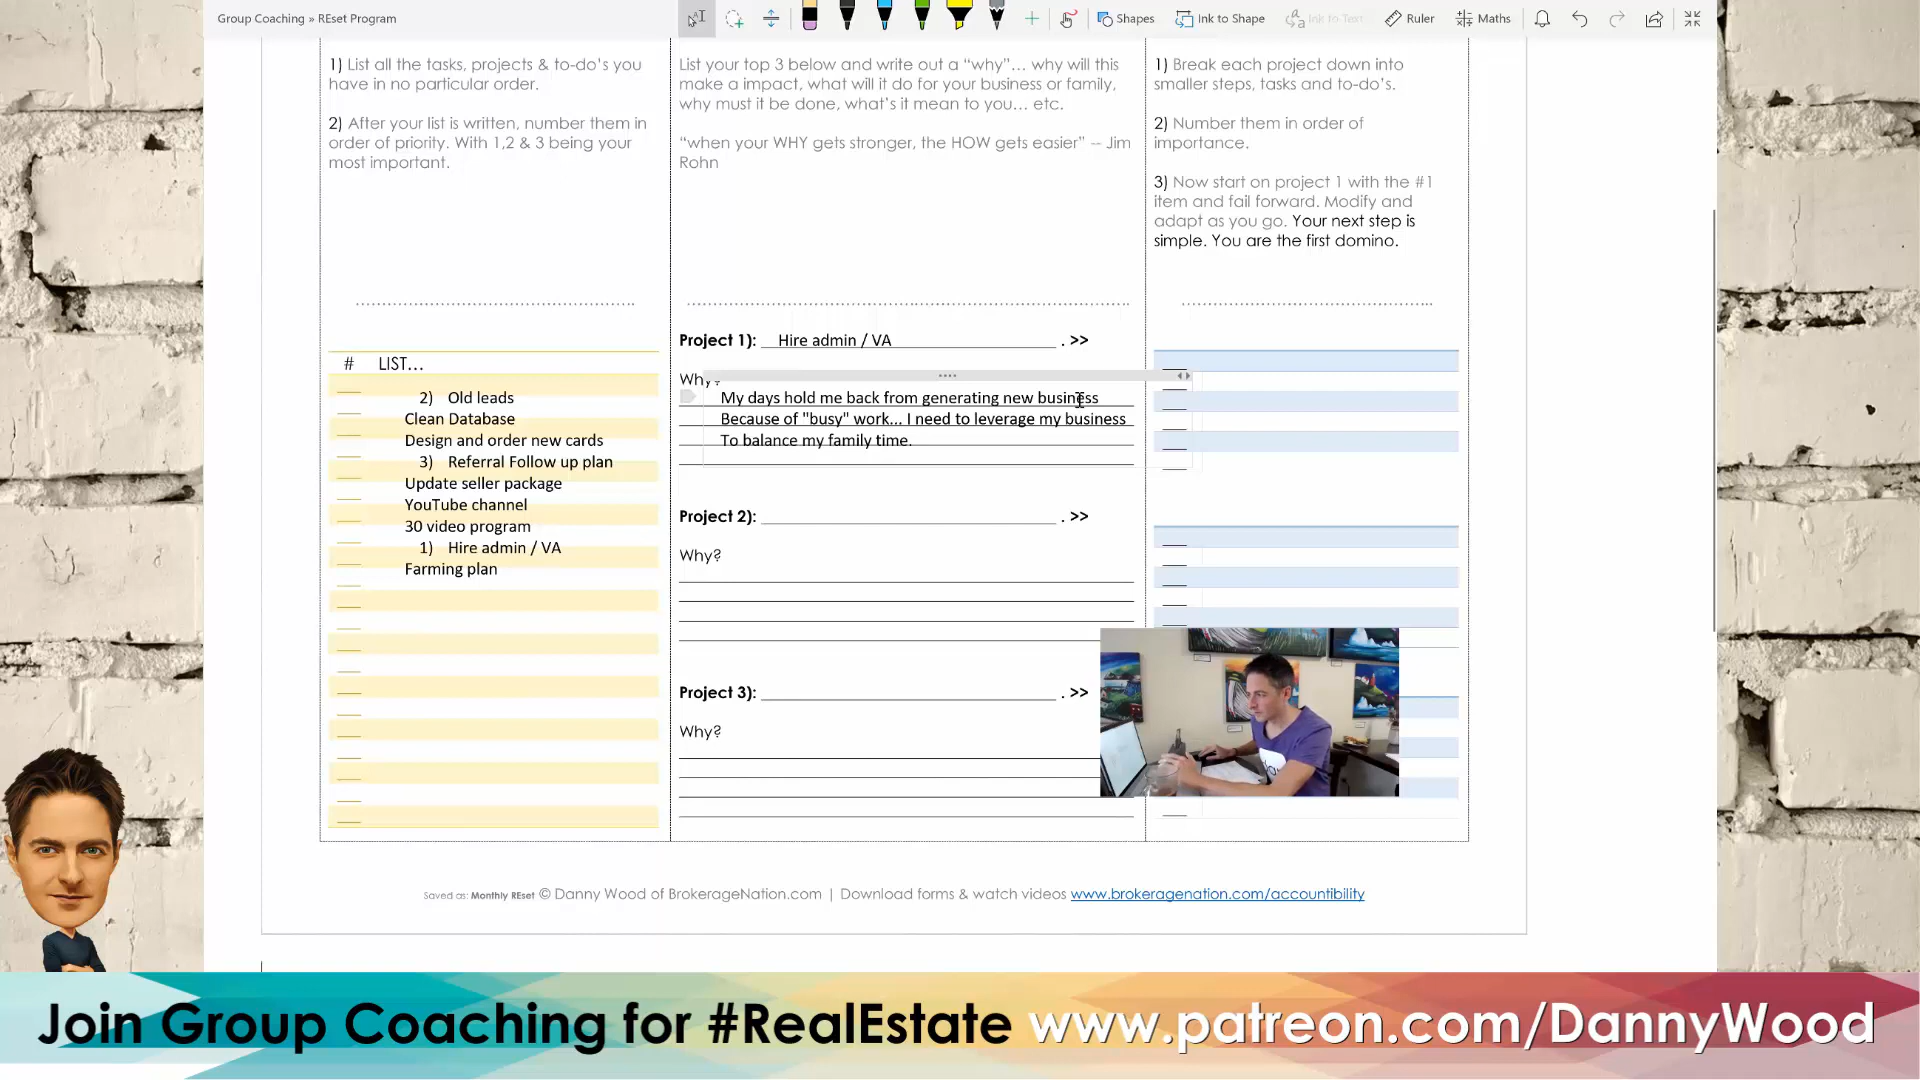 Group Coaching » REset Program
Shapes
Ink to Shape
Ink to Text
Ruler
Maths
1) List all the tasks, projects & to-do’s you
have in no particular order.
2) After your list is written, number them in
order of priority. With 1,2 & 3 being your
most important.
# LIST…
2) Old leads
Clean Database
Design and order new cards
3) Referral Follow up plan
Update seller package
YouTube channel
30 video program
1) Hire admin / VA
Farming plan
List your top 3 below and write out a “why”… why will this
make a impact, what will it do for your business or family,
why must it be done, what’s it mean to you… etc.
“when your WHY gets stronger, the HOW gets easier” -- Jim
Rohn
Project 1): Hire admin / VA . >>
Why?
My days hold me back from generating new business
Because of "busy" work... I need to leverage my business
To balance my family time.
Project 2): . >>
Why?
Project 3): . >>
Why?
1) Break each project down into
smaller steps, tasks and to-do’s.
2) Number them in order of
importance.
3) Now start on project 1 with the #1
item and fail forward. Modify and
adapt as you go. Your next step is
simple. You are the first domino.
Saved as: Monthly REset © Danny Wood of BrokerageNation.com | Download forms & watch videos www.brokeragenation.com/accountibility
Join Group Coaching for #RealEstate www.patreon.com/DannyWood